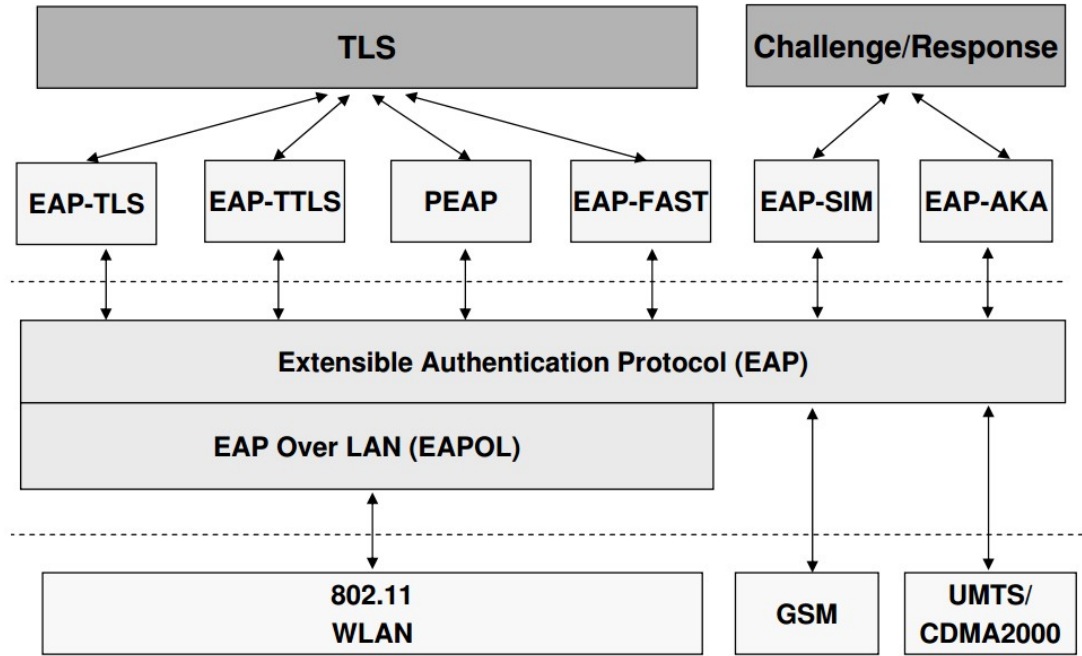 TLS
Challenge/Response
EAP-TLS
EAP-TTLS
PEAP
EAP-FAST
EAP-SIM
EAP-AKA
Extensible Authentication Protocol (EAP)
EAP Over LAN (EAPOL)
802.11
WLAN
GSM
UMTS/
CDMA2000